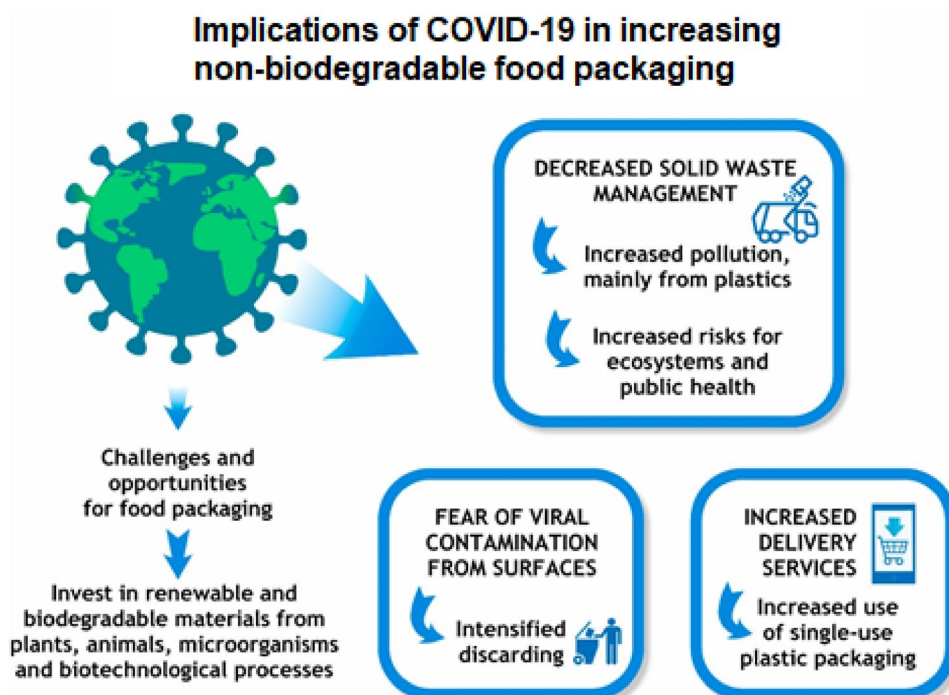 Implications of COVID-19 in increasing
non-biodegradable food packaging
DECREASED SOLID WASTE
MANAGEMENT
Increased pollution,
mainly from plastics
Increased risks for
ecosystems and
public health
Challenges and
opportunities
for food packaging
Invest in renewable and
biodegradable materials from
plants, animals, microorganisms
and biotechnological processes
FEAR OF VIRAL
CONTAMINATION
FROM SURFACES
Intensified
discarding
INCREASED
DELIVERY
SERVICES
Increased use
of single-use
plastic packaging